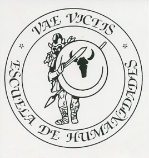 VAE VICTIS
ESCUELA DE HUMANIDADES